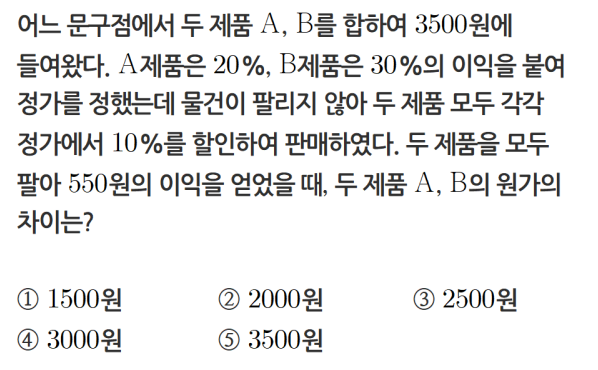 어느 문구점에서 두 제품 A, B를 합하여 3500원에
들여왔다. A제품은 20%, B제품은 30%의 이익을 붙여
정가를 정했는데 물건이 팔리지 않아 두 제품 모두 각각
정가에서 10%를 할인하여 판매하였다. 두 제품을 모두
팔아 550원의 이익을 얻었을 때, 두 제품 A, B의 원가의
차이는?
① 1500원 ② 2000원 ③ 2500원
④ 3000원 ⑤ 3500원